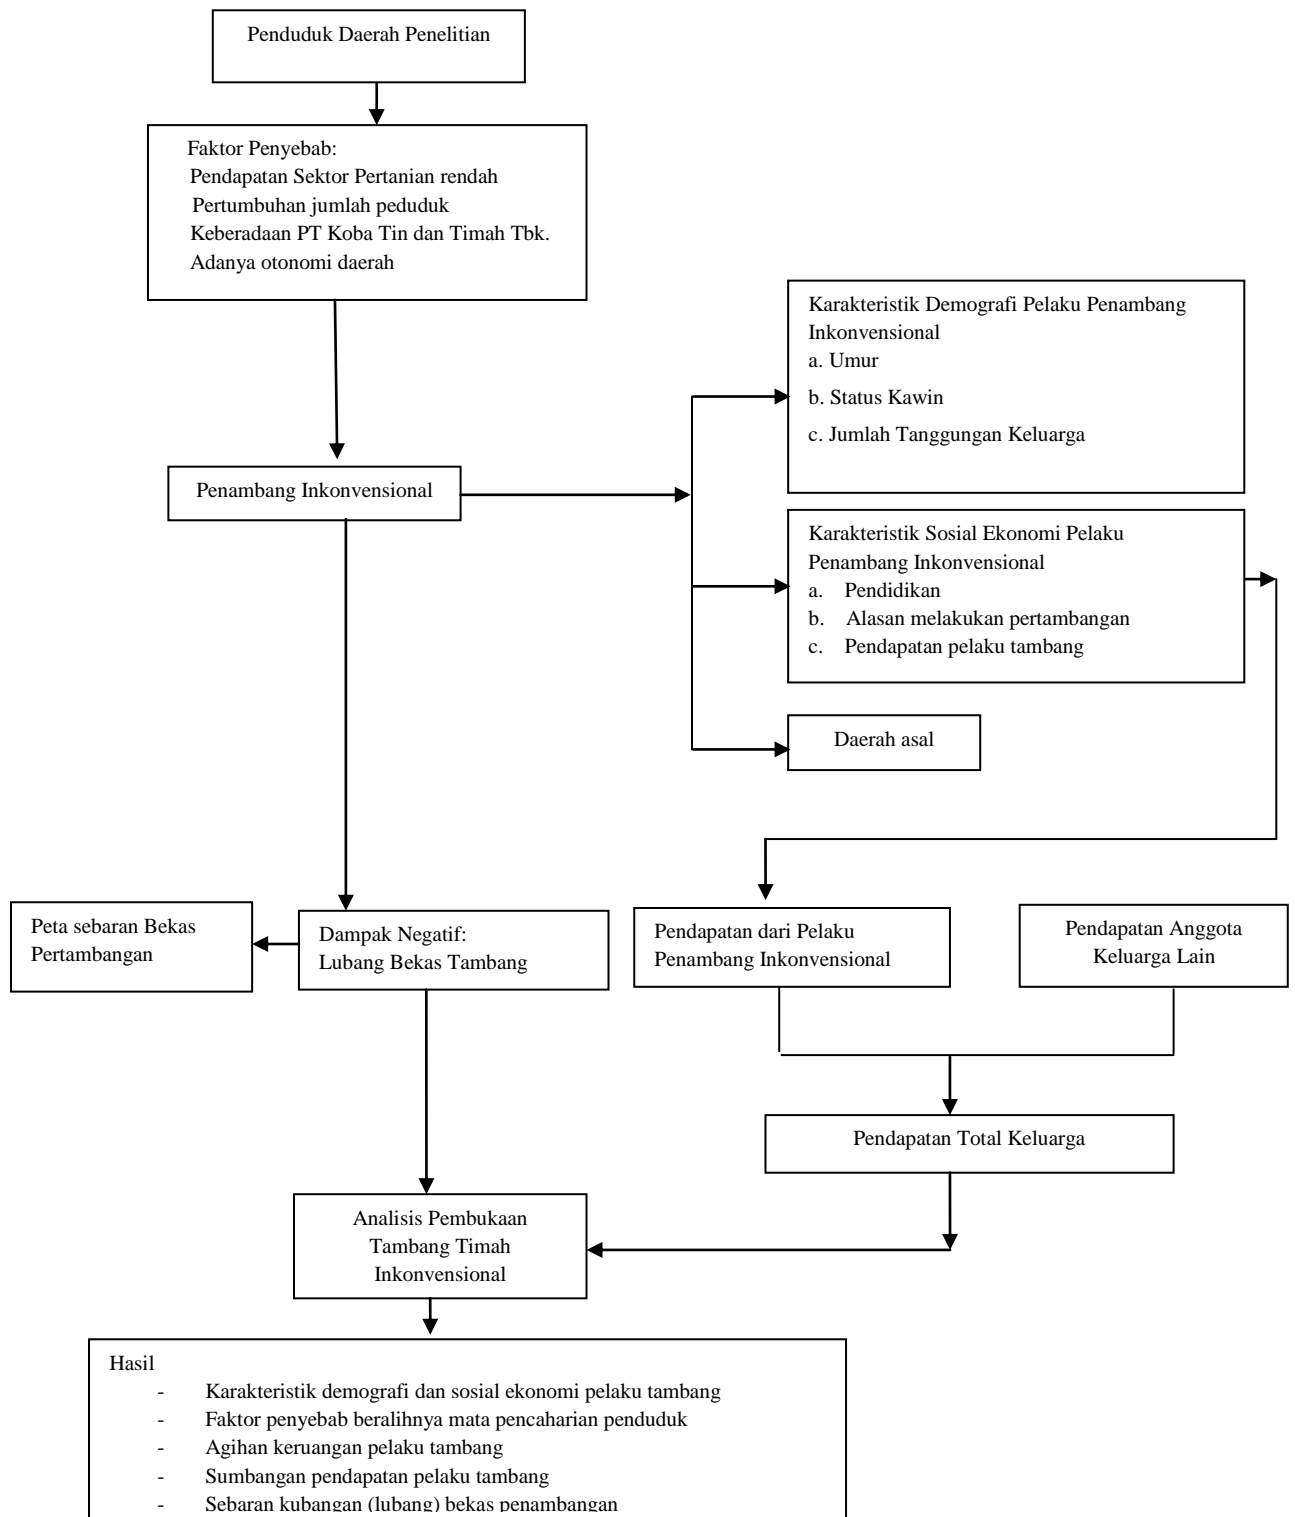 Penduduk Daerah Penelitian
Faktor Penyebab:
Pendapatan Sektor Pertanian rendah
Pertumbuhan jumlah peduduk
Keberadaan PT Koba Tin dan Timah Tbk.
Adanya otonomi daerah
Karakteristik Demografi Pelaku Penambang
Inkonvensional
a. Umur
b. Status Kawin
c. Jumlah Tanggungan Keluarga
Penambang Inkonvensional
Karakteristik Sosial Ekonomi Pelaku
Penambang Inkonvensional
a. Pendidikan
b. Alasan melakukan pertambangan
c. Pendapatan pelaku tambang
Daerah asal
Peta sebaran Bekas
Pertambangan
Dampak Negatif:
Lubang Bekas Tambang
Pendapatan dari Pelaku
Penambang Inkonvensional
Pendapatan Anggota
Keluarga Lain
Pendapatan Total Keluarga
Analisis Pembukaan
Tambang Timah
Inkonvensional
Hasil
- Karakteristik demografi dan sosial ekonomi pelaku tambang
- Faktor penyebab beralihnya mata pencaharian penduduk
- Agihan keruangan pelaku tambang
- Sumbangan pendapatan pelaku tambang
- Sebaran kubangan (lubang) bekas penambangan